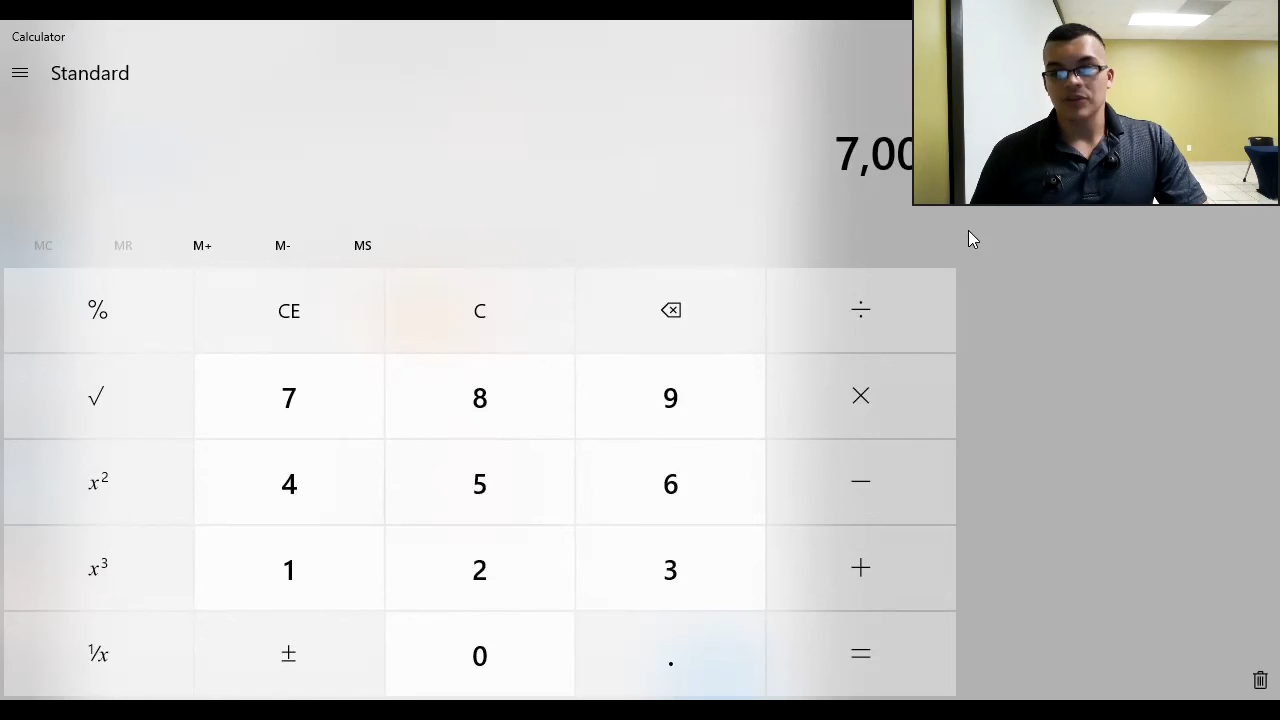 Calculator
Standard
7,00
MC MR M+ M- MS
% CE C ÷
√ 7 8 9 ×
x² 4 5 6 −
x³ 1 2 3 +
¹/x ± 0 . =